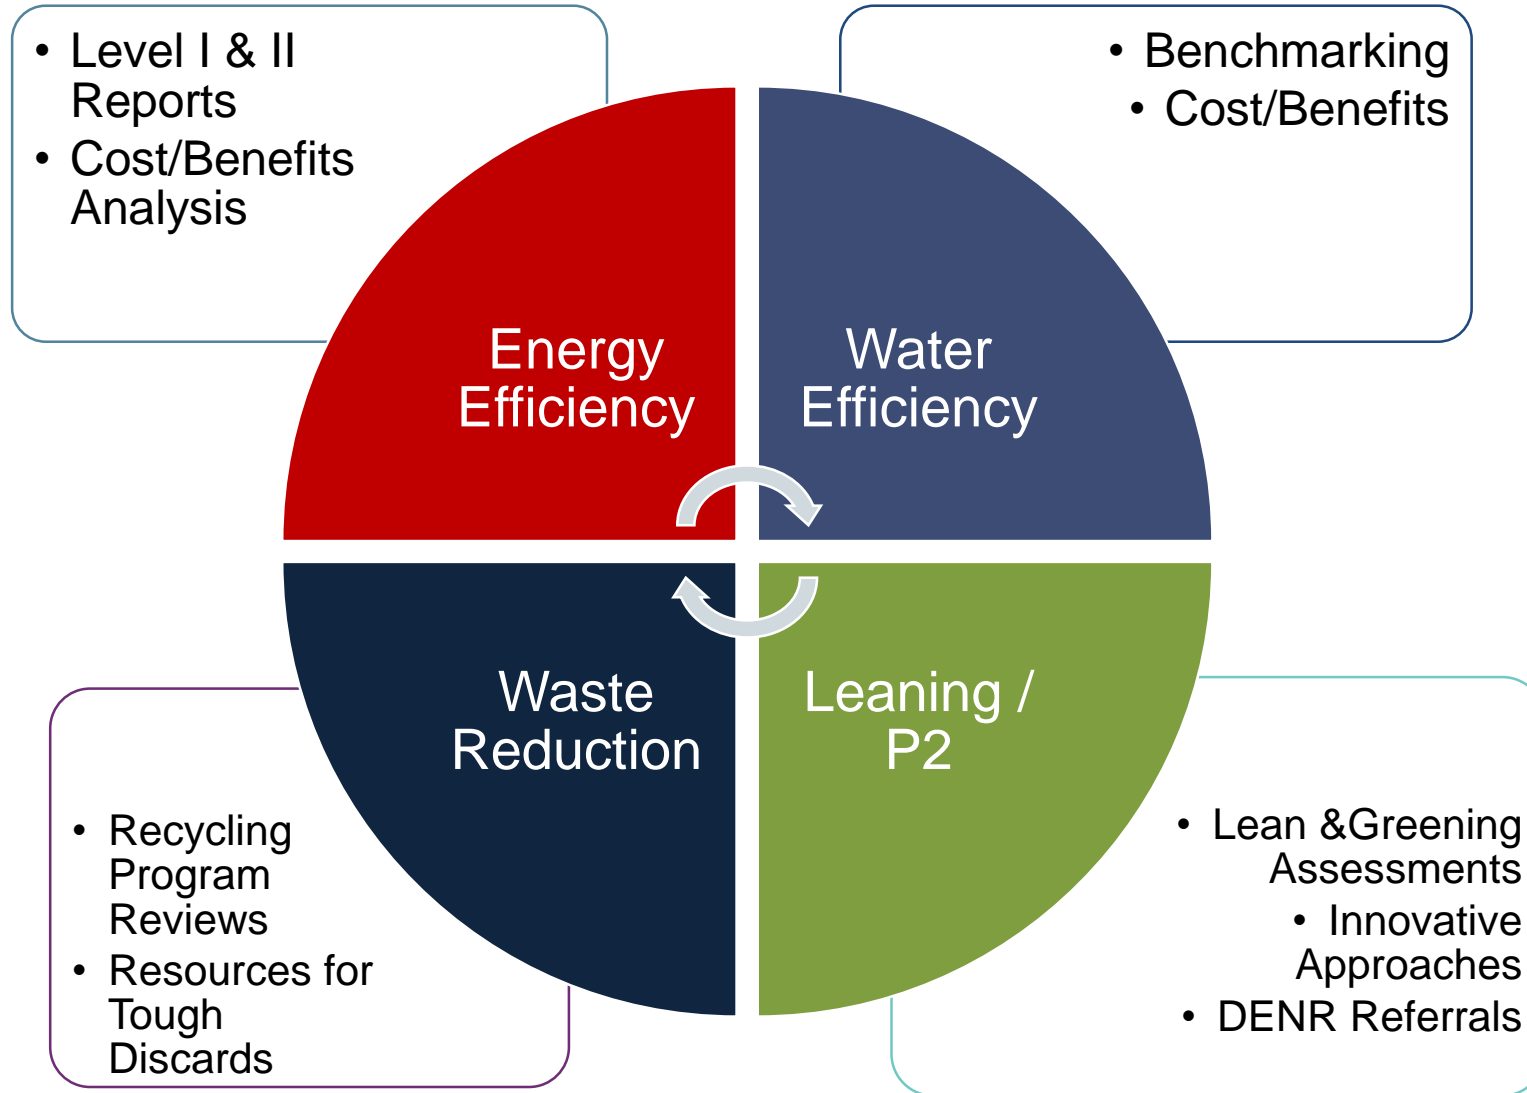 • Level I & II
Reports
• Cost/Benefits
Analysis
• Benchmarking
• Cost/Benefits
Energy
Efficiency
Water
Efficiency
Waste
Reduction
Leaning /
P2
• Recycling
Program
Reviews
• Resources for
Tough
Discards
• Lean &Greening
Assessments
• Innovative
Approaches
• DENR Referrals